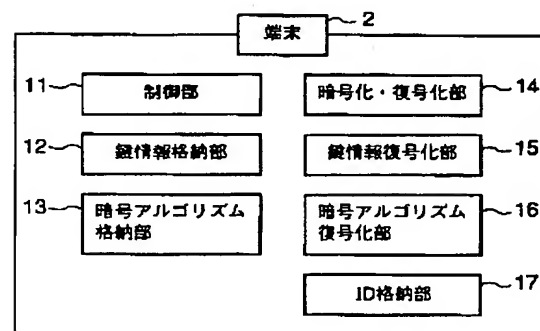 端末 2
11 制御部
暗号化・復号化部 14
12 鍵情報格納部
鍵情報復号化部 15
13 暗号アルゴリズム
格納部
暗号アルゴリズム 16
復号化部
ID格納部 17